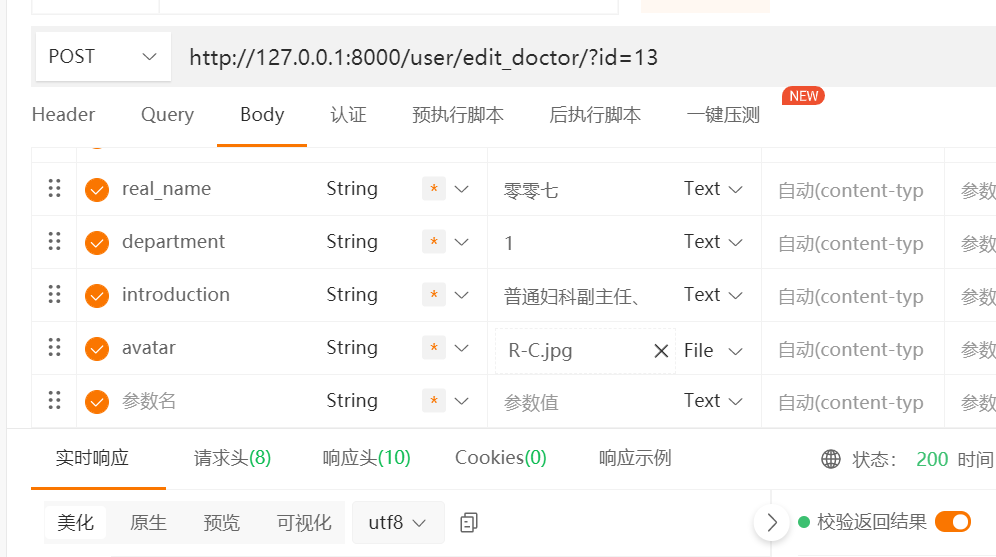 POST http://127.0.0.1:8000/user/edit_doctor/?id=13
NEW
Header Query Body 认证 预执行脚本 后执行脚本 一键压测
real_name String * 零零七 Text 自动(content-typ 参数
department String * 1 Text 自动(content-typ 参数
introduction String * 普通妇科副主任、 Text 自动(content-typ 参数
avatar String * R-C.jpg File 自动(content-typ 参数
参数名 String * 参数值 Text 自动(content-typ 参数
实时响应 请求头(8) 响应头(10) Cookies(0) 响应示例 状态: 200 时间
美化 原生 预览 可视化 utf8 校验返回结果